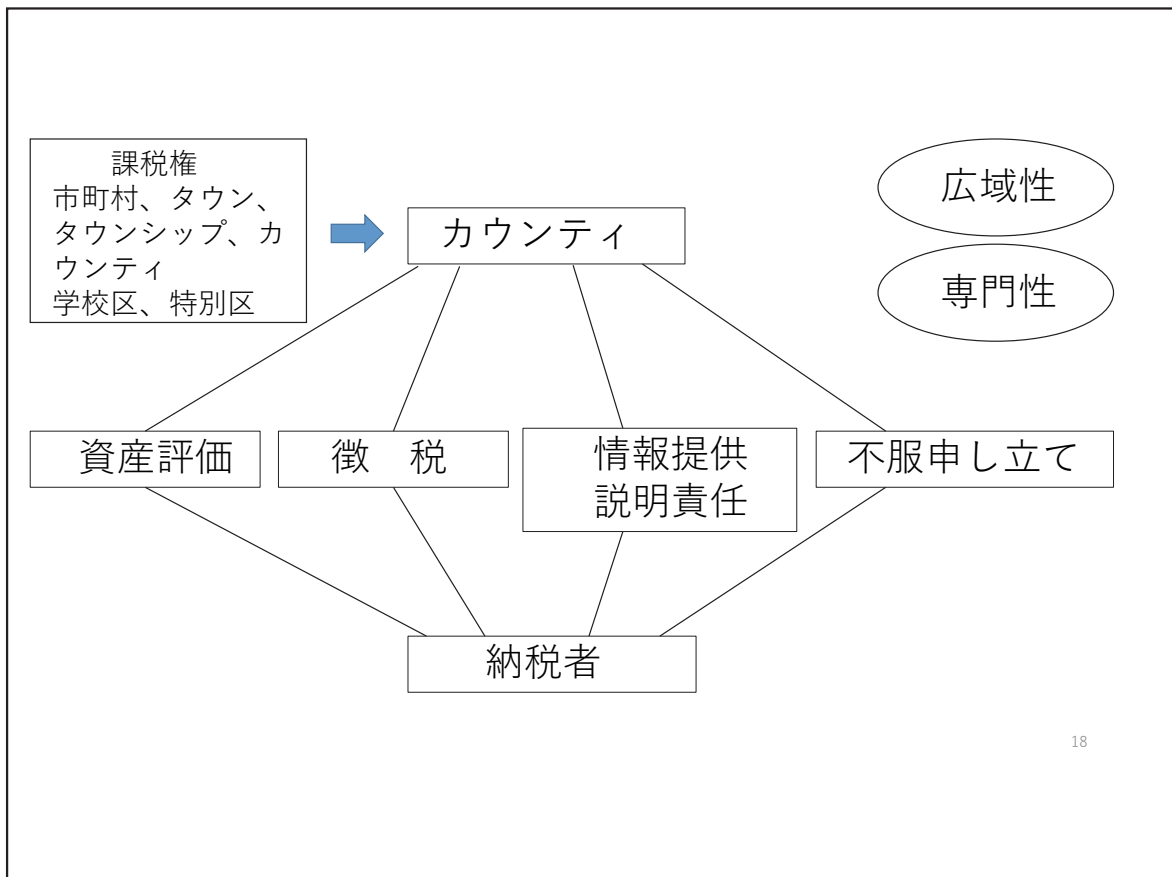 課税権
市町村、タウン、
タウンシップ、カ
ウンティ
学校区、特別区
カウンティ
広域性
専門性
資産評価
徴　税
情報提供
説明責任
不服申し立て
納税者
18